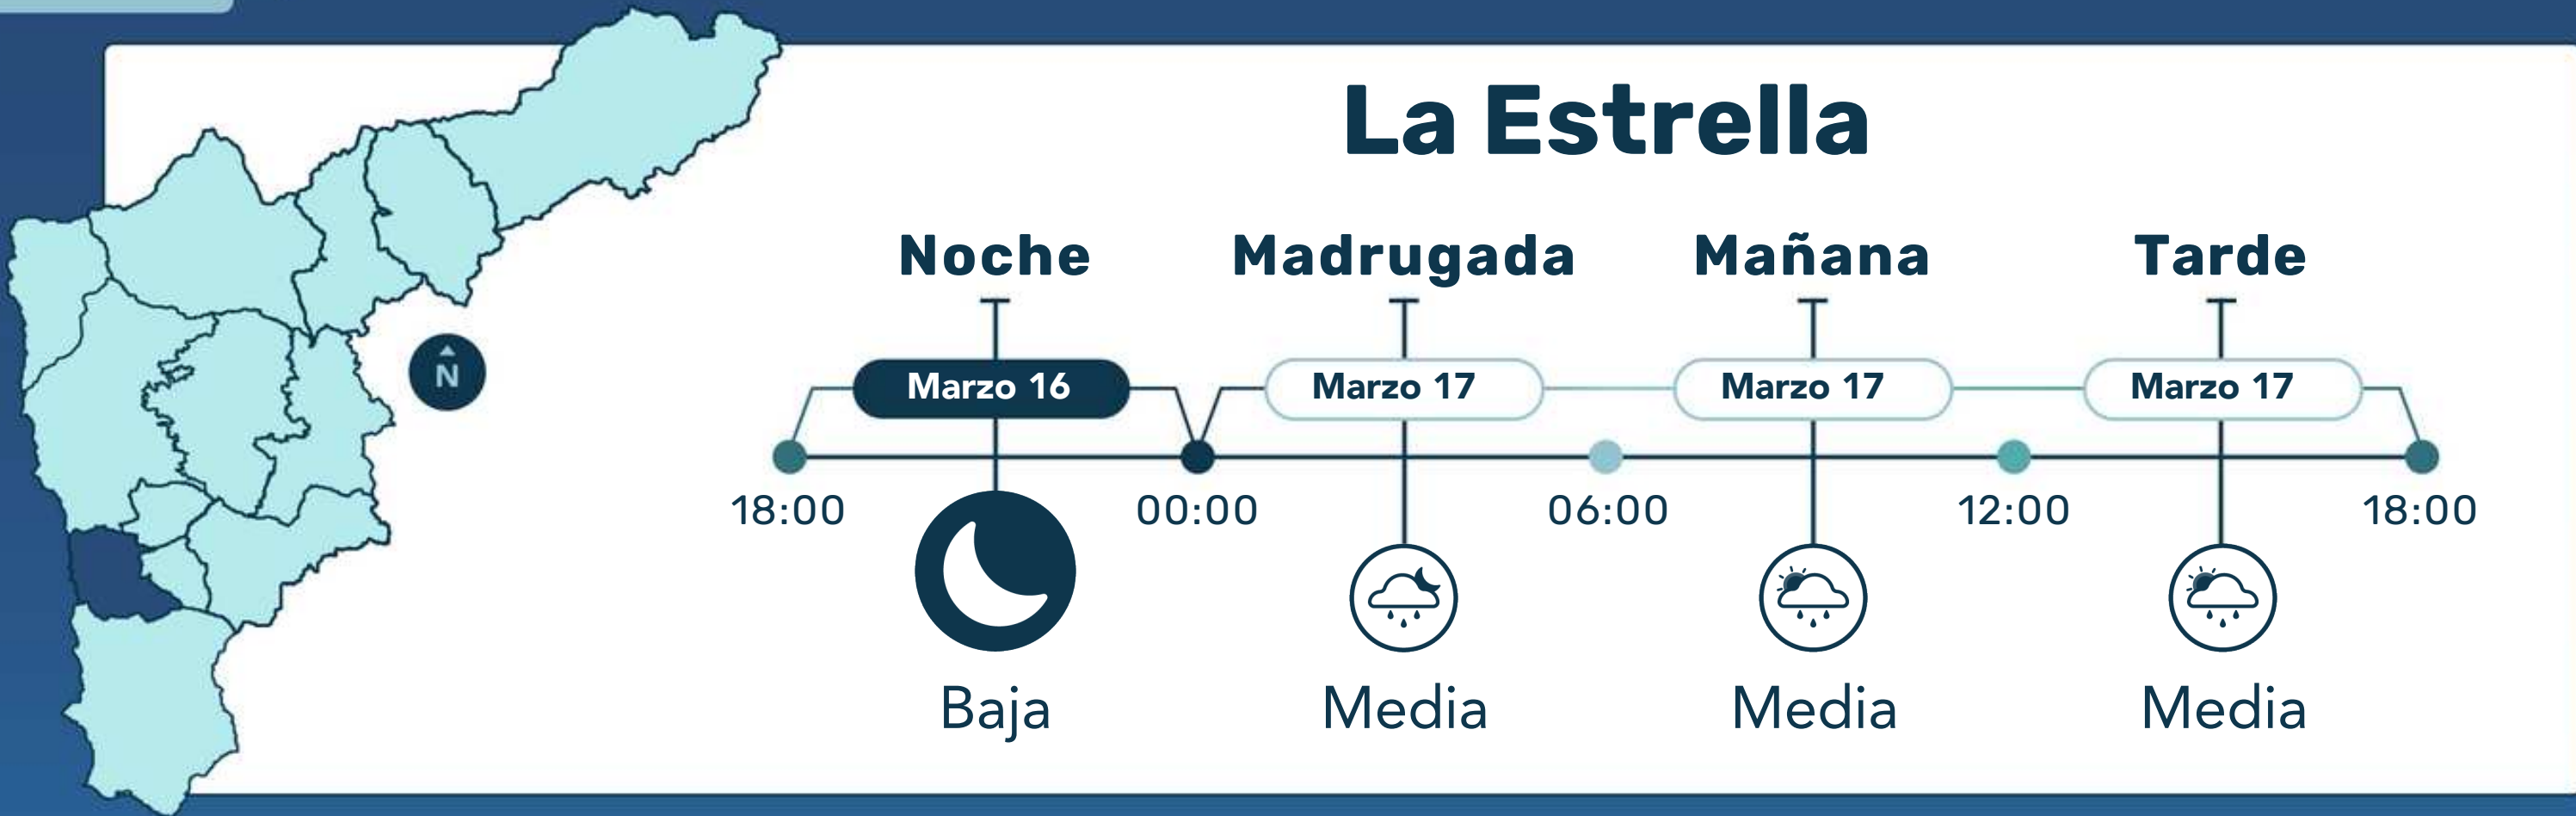 La Estrella
Noche Madrugada Mañana Tarde
N
Marzo 16 Marzo 17 Marzo 17 Marzo 17
18:00 00:00 06:00 12:00 18:00
Baja Media Media Media